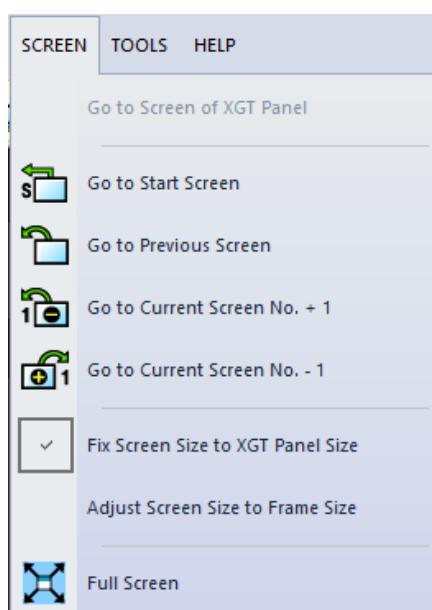 SCREEN TOOLS HELP
Go to Screen of XGT Panel
S Go to Start Screen
Go to Previous Screen
1 Go to Current Screen No. + 1
1 Go to Current Screen No. - 1
Fix Screen Size to XGT Panel Size
Adjust Screen Size to Frame Size
Full Screen